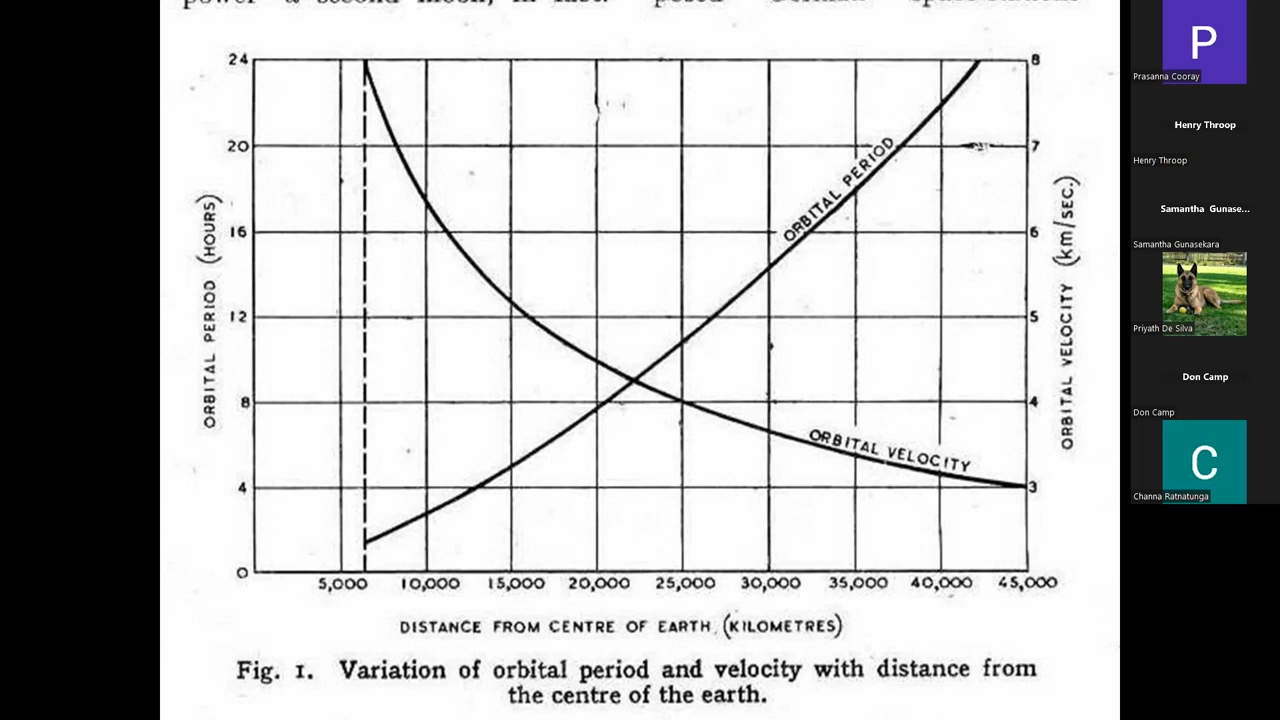 24
20
16
12
8
4
0
ORBITAL PERIOD (HOURS)
8
7
6
5
4
3
ORBITAL VELOCITY (km/SEC.)
ORBITAL PERIOD
ORBITAL VELOCITY
5,000 10,000 15,000 20,000 25,000 30,000 35,000 40,000 45,000
DISTANCE FROM CENTRE OF EARTH (KILOMETRES)
Fig. 1. Variation of orbital period and velocity with distance from
the centre of the earth.
P
Prasanna Cooray
Henry Throop
Henry Throop
Samantha Gunase...
Samantha Gunasekara
Priyath De Silva
Don Camp
Don Camp
C
Channa Ratnatunga